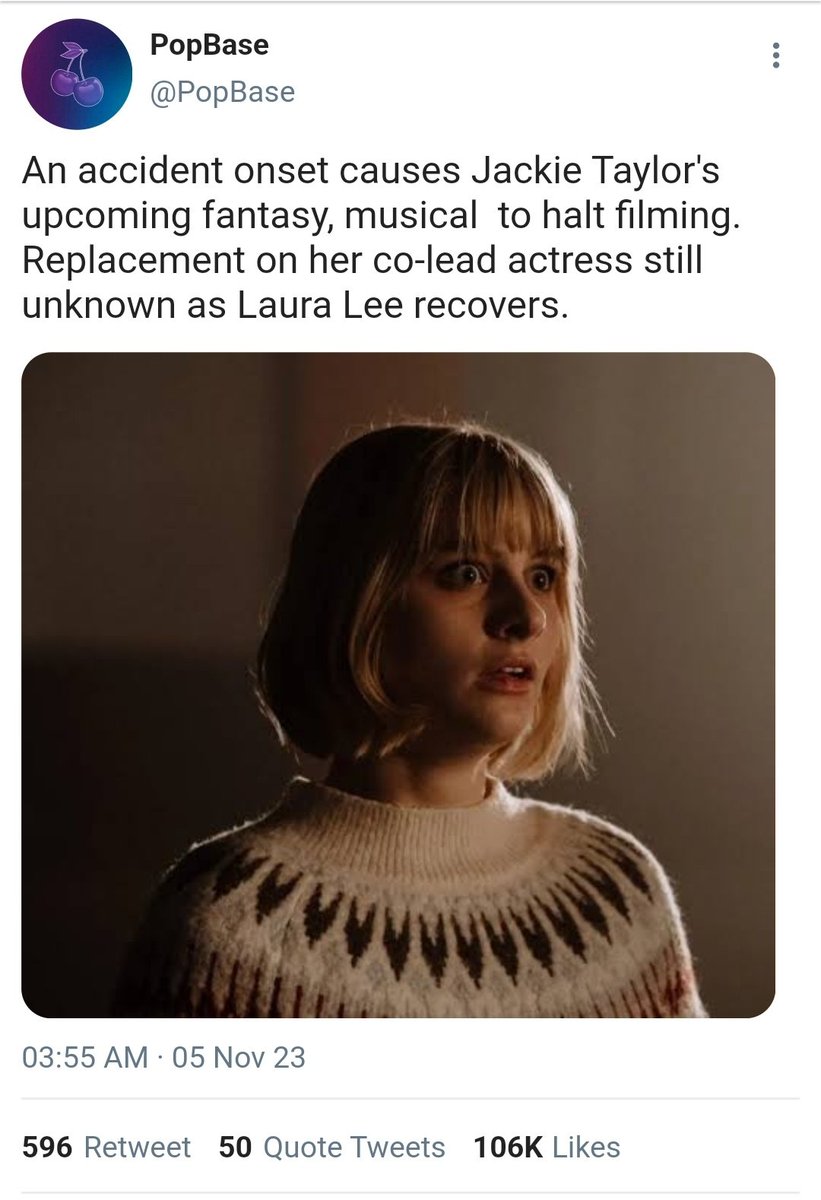 PopBase
@PopBase
An accident onset causes Jackie Taylor's
upcoming fantasy, musical  to halt filming.
Replacement on her co-lead actress still
unknown as Laura Lee recovers.
03:55 AM · 05 Nov 23
596 Retweet 50 Quote Tweets 106K Likes